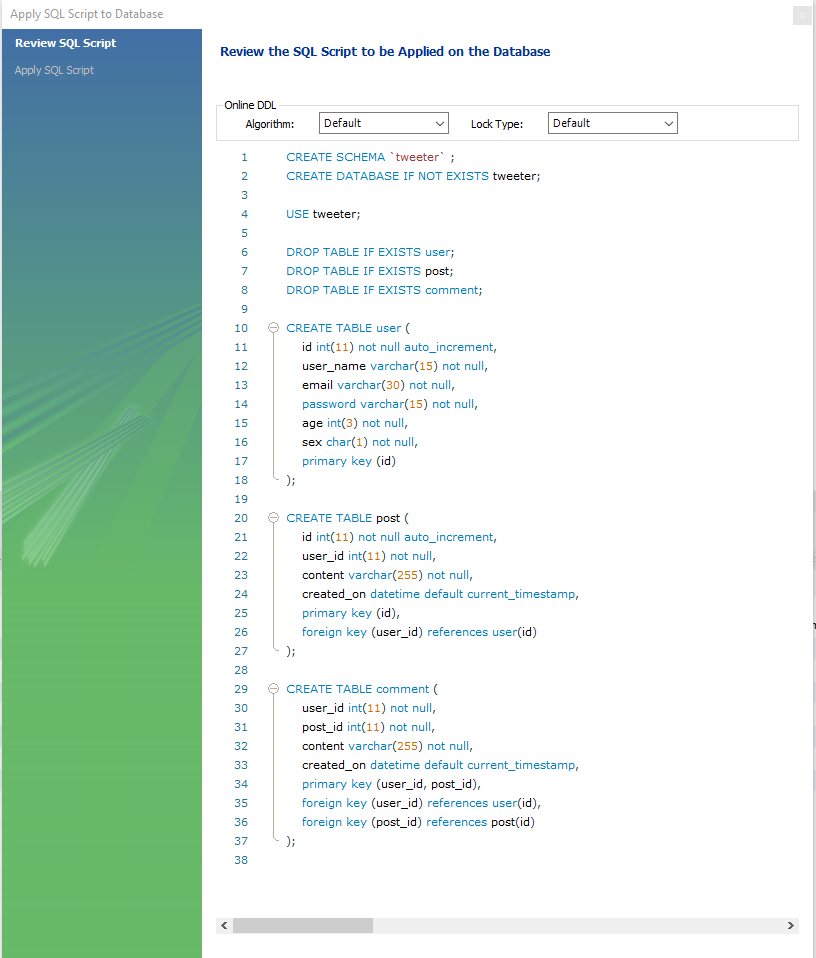 Apply SQL Script to Database
Review SQL Script
Apply SQL Script
Review the SQL Script to be Applied on the Database
Online DDL
Algorithm: Default Lock Type: Default
1 CREATE SCHEMA `tweeter` ;
2 CREATE DATABASE IF NOT EXISTS tweeter;
3
4 USE tweeter;
5
6 DROP TABLE IF EXISTS user;
7 DROP TABLE IF EXISTS post;
8 DROP TABLE IF EXISTS comment;
9
10 CREATE TABLE user (
11 id int(11) not null auto_increment,
12 user_name varchar(15) not null,
13 email varchar(30) not null,
14 password varchar(15) not null,
15 age int(3) not null,
16 sex char(1) not null,
17 primary key (id)
18 );
19
20 CREATE TABLE post (
21 id int(11) not null auto_increment,
22 user_id int(11) not null,
23 content varchar(255) not null,
24 created_on datetime default current_timestamp,
25 primary key (id),
26 foreign key (user_id) references user(id)
27 );
28
29 CREATE TABLE comment (
30 user_id int(11) not null,
31 post_id int(11) not null,
32 content varchar(255) not null,
33 created_on datetime default current_timestamp,
34 primary key (user_id, post_id),
35 foreign key (user_id) references user(id),
36 foreign key (post_id) references post(id)
37 );
38